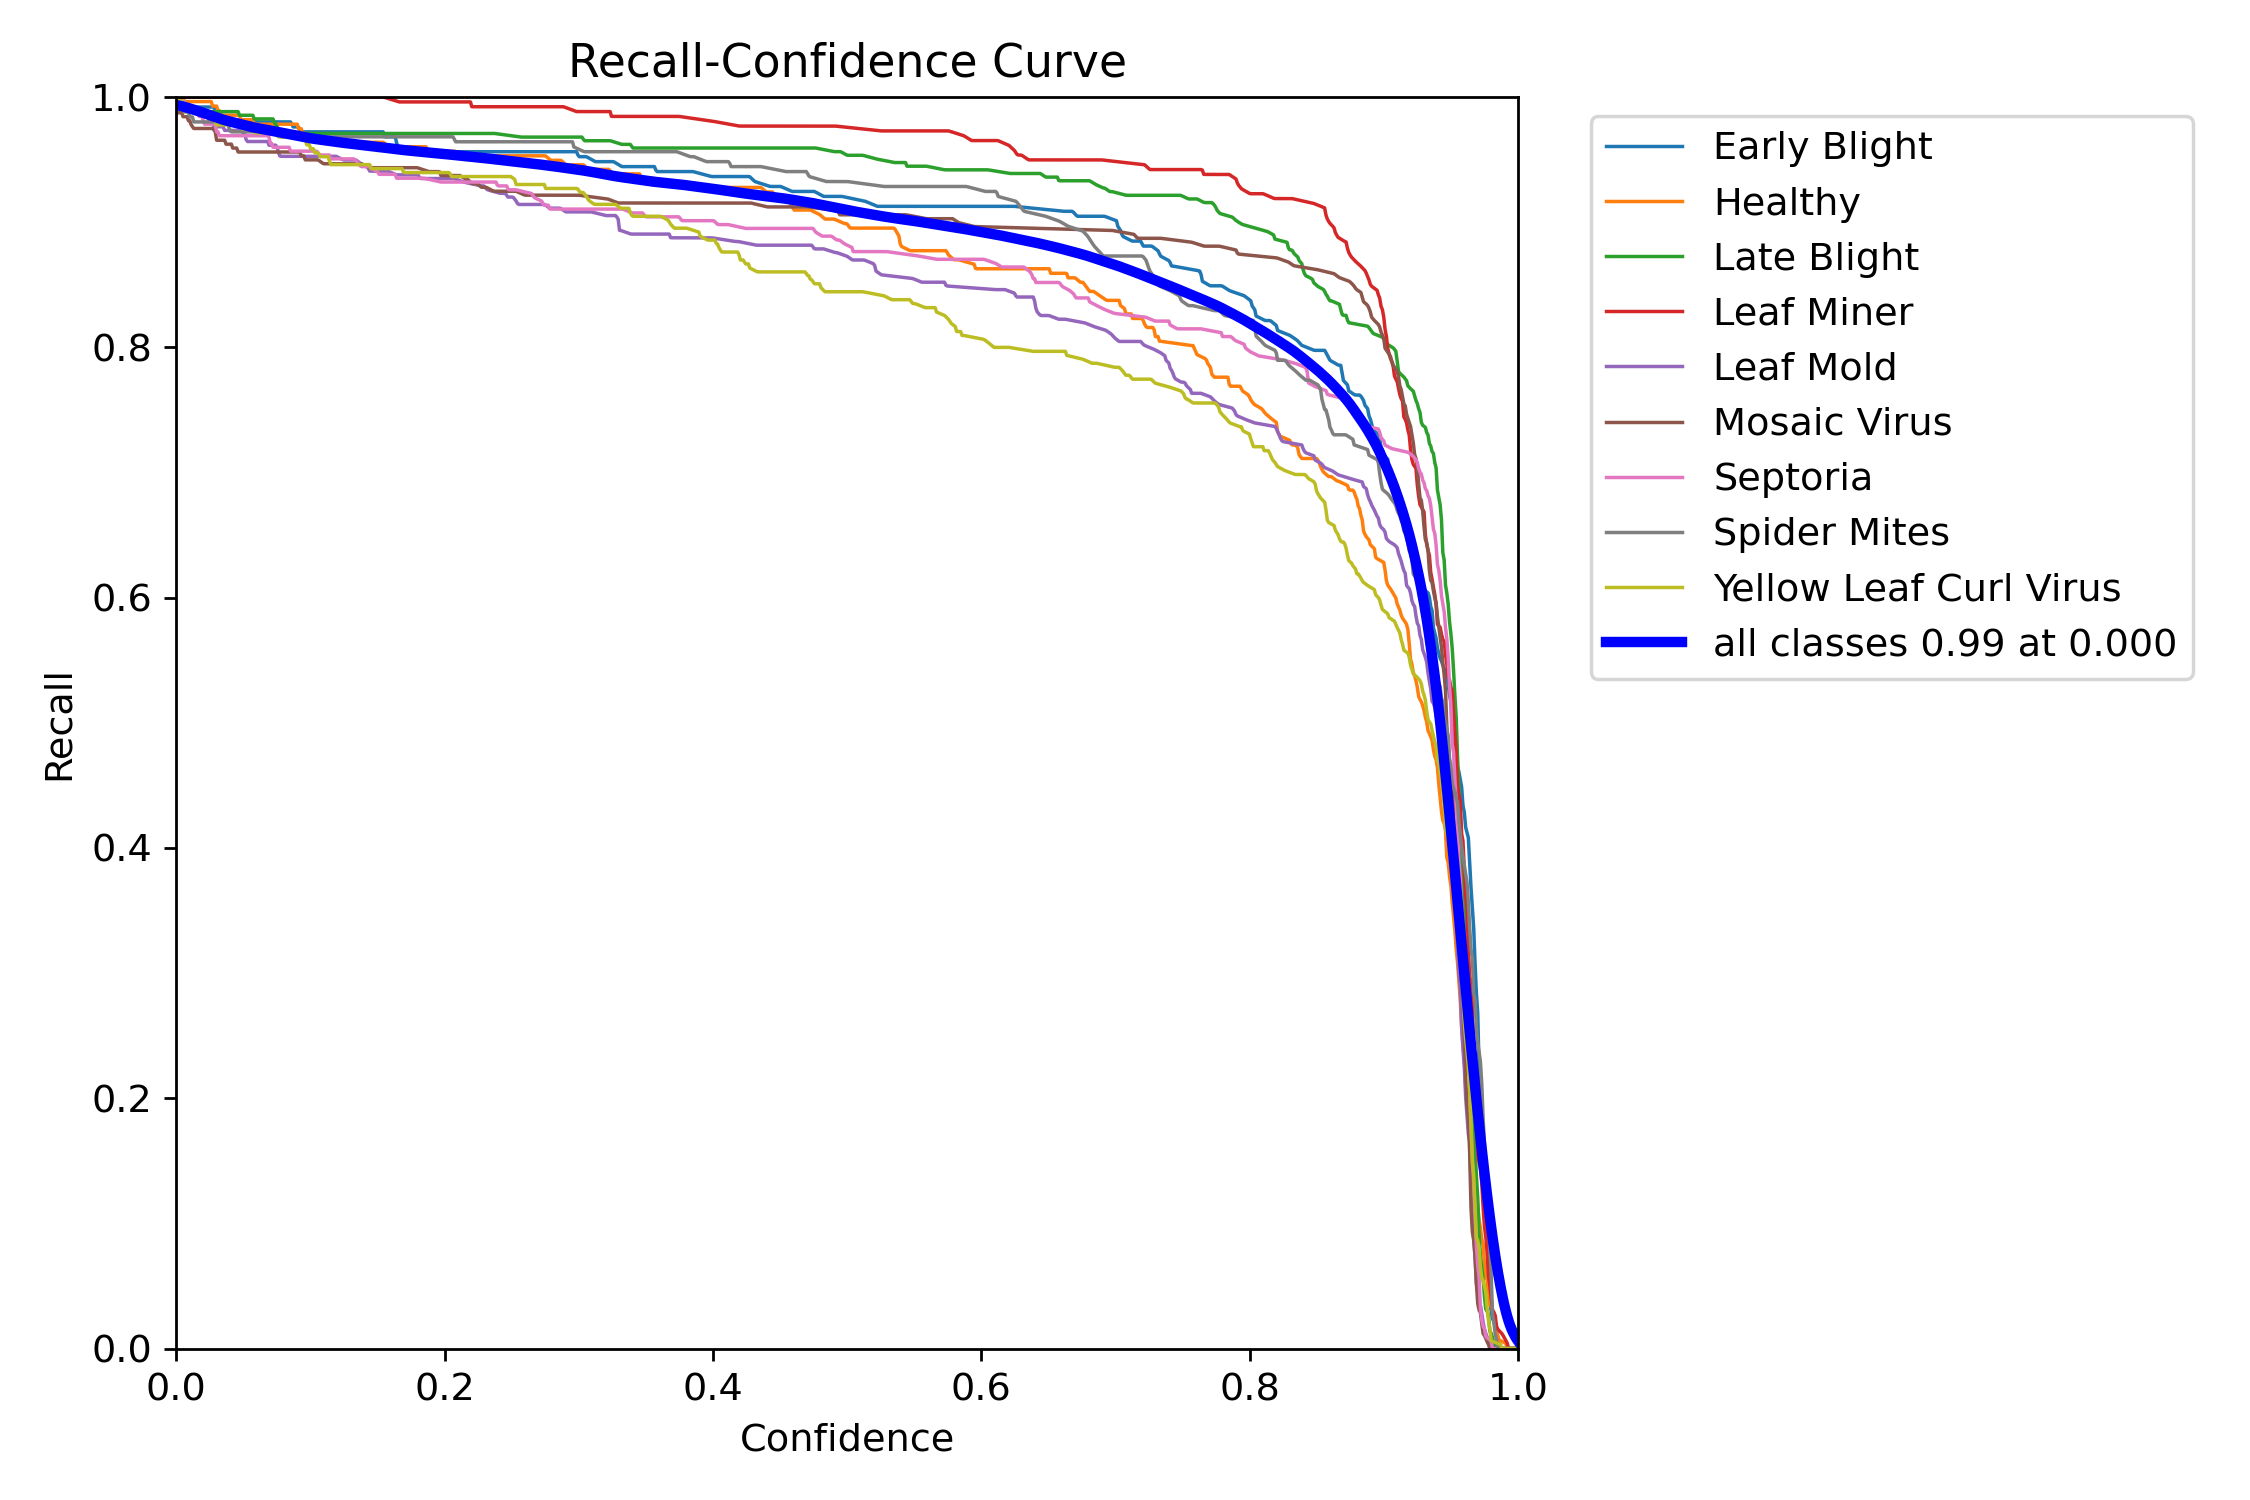 Recall-Confidence Curve
1.0
0.8
0.6
0.4
0.2
0.0
Recall
0.0 0.2 0.4 0.6 0.8 1.0
Confidence
Early Blight
Healthy
Late Blight
Leaf Miner
Leaf Mold
Mosaic Virus
Septoria
Spider Mites
Yellow Leaf Curl Virus
all classes 0.99 at 0.000